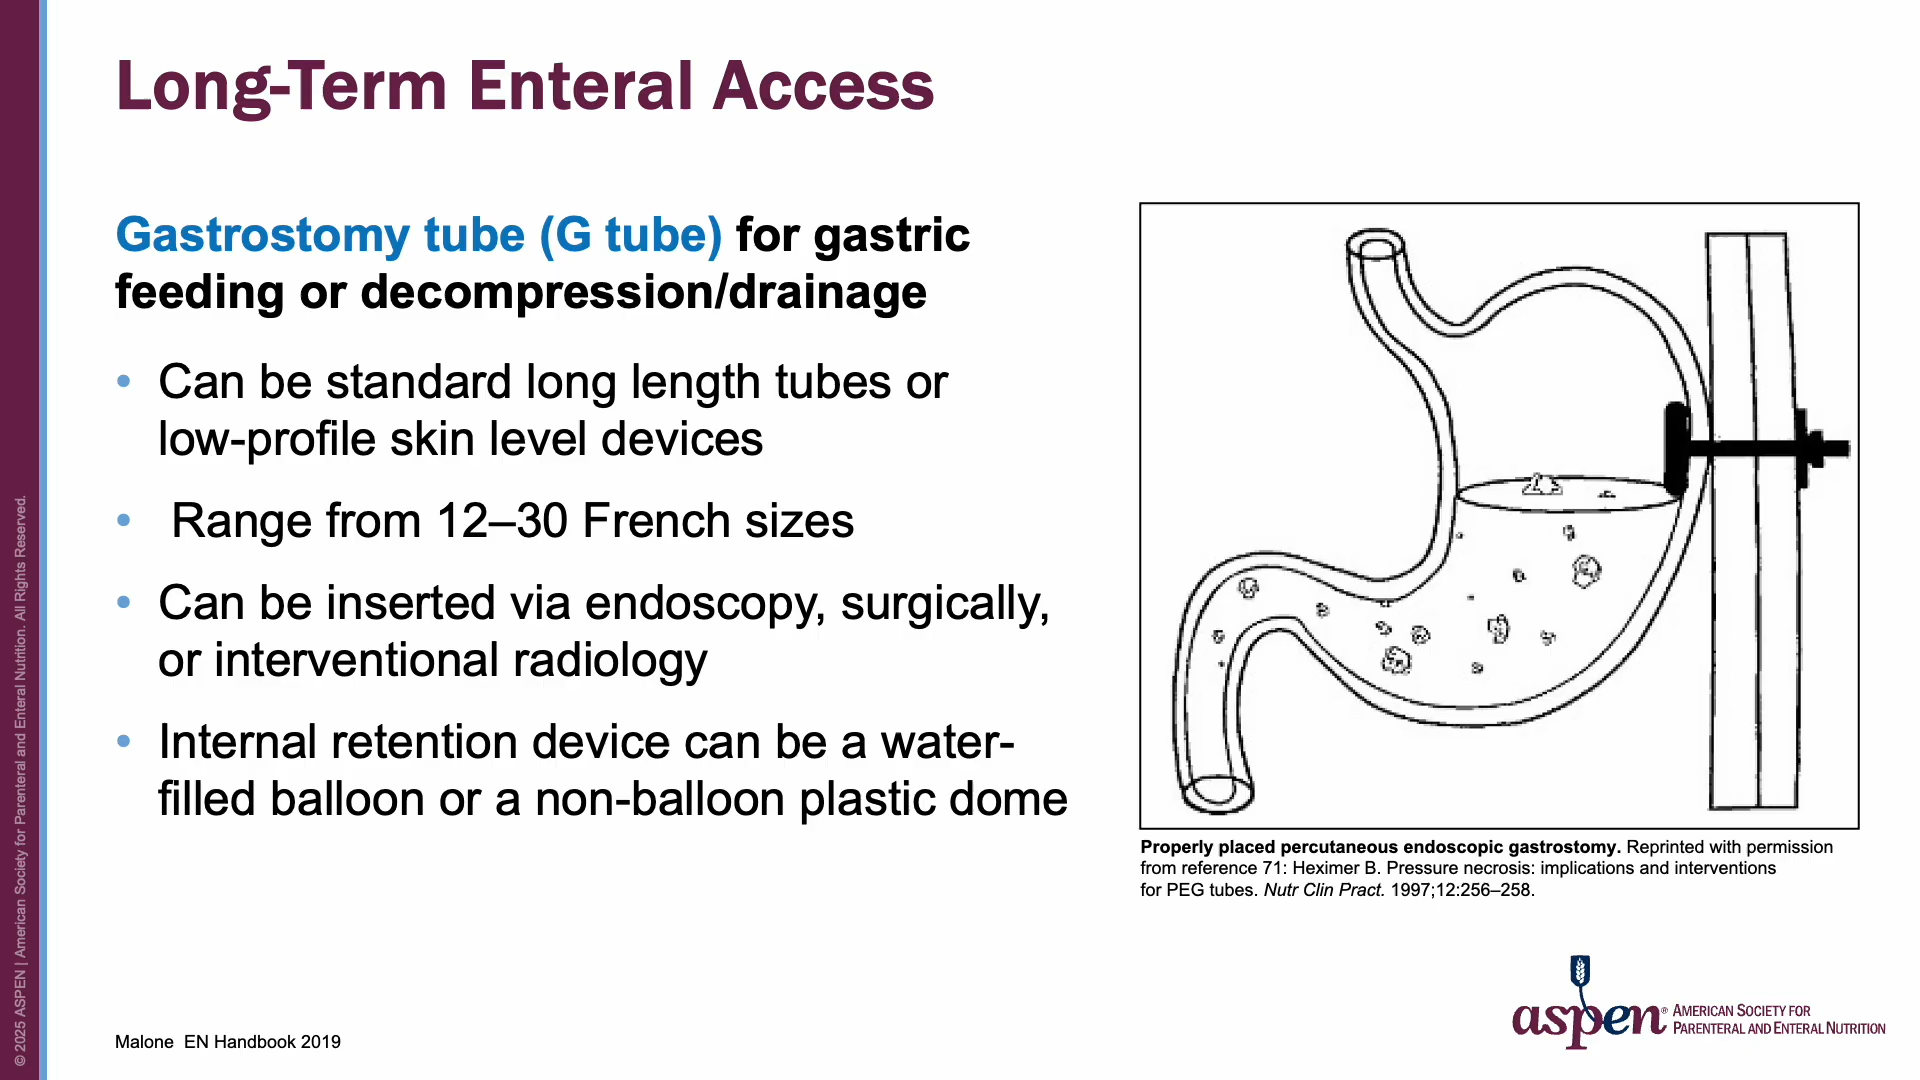 Long-Term Enteral Access
Gastrostomy tube (G tube) for gastric
feeding or decompression/drainage
• Can be standard long length tubes or
low-profile skin level devices
• Range from 12–30 French sizes
• Can be inserted via endoscopy, surgically,
or interventional radiology
• Internal retention device can be a water-
filled balloon or a non-balloon plastic dome
Properly placed percutaneous endoscopic gastrostomy. Reprinted with permission
from reference 71: Heximer B. Pressure necrosis: implications and interventions
for PEG tubes. Nutr Clin Pract. 1997;12:256–258.
Malone  EN Handbook 2019
aspen® AMERICAN SOCIETY FOR
PARENTERAL AND ENTERAL NUTRITION
© 2025 ASPEN | American Society for Parenteral and Enteral Nutrition. All Rights Reserved.